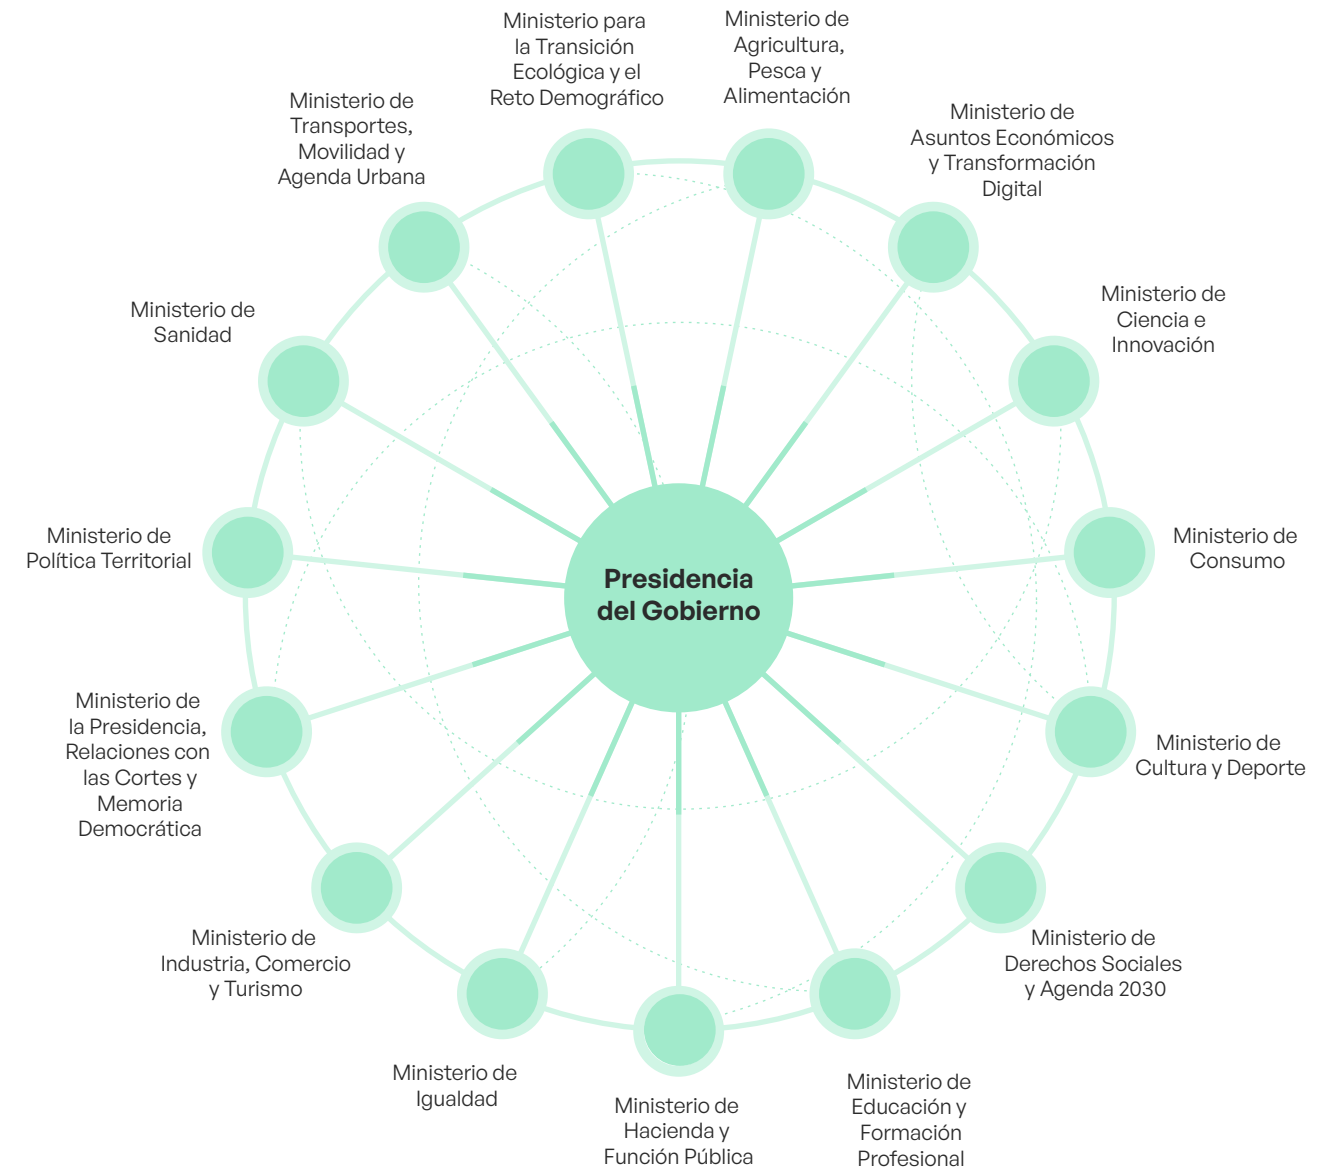 Ministerio para
la Transición
Ecológica y el
Reto Demográfico
Ministerio de
Agricultura,
Pesca y
Alimentación
Ministerio de
Transportes,
Movilidad y
Agenda Urbana
Ministerio de
Asuntos Económicos
y Transformación
Digital
Ministerio de
Sanidad
Ministerio de
Ciencia e
Innovación
Ministerio de
Política Territorial
Presidencia
del Gobierno
Ministerio de
Consumo
Ministerio de
la Presidencia,
Relaciones con
las Cortes y
Memoria
Democrática
Ministerio de
Cultura y Deporte
Ministerio de
Industria, Comercio
y Turismo
Ministerio de
Derechos Sociales
y Agenda 2030
Ministerio de
Igualdad
Ministerio de
Hacienda y
Función Pública
Ministerio de
Educación y
Formación
Profesional